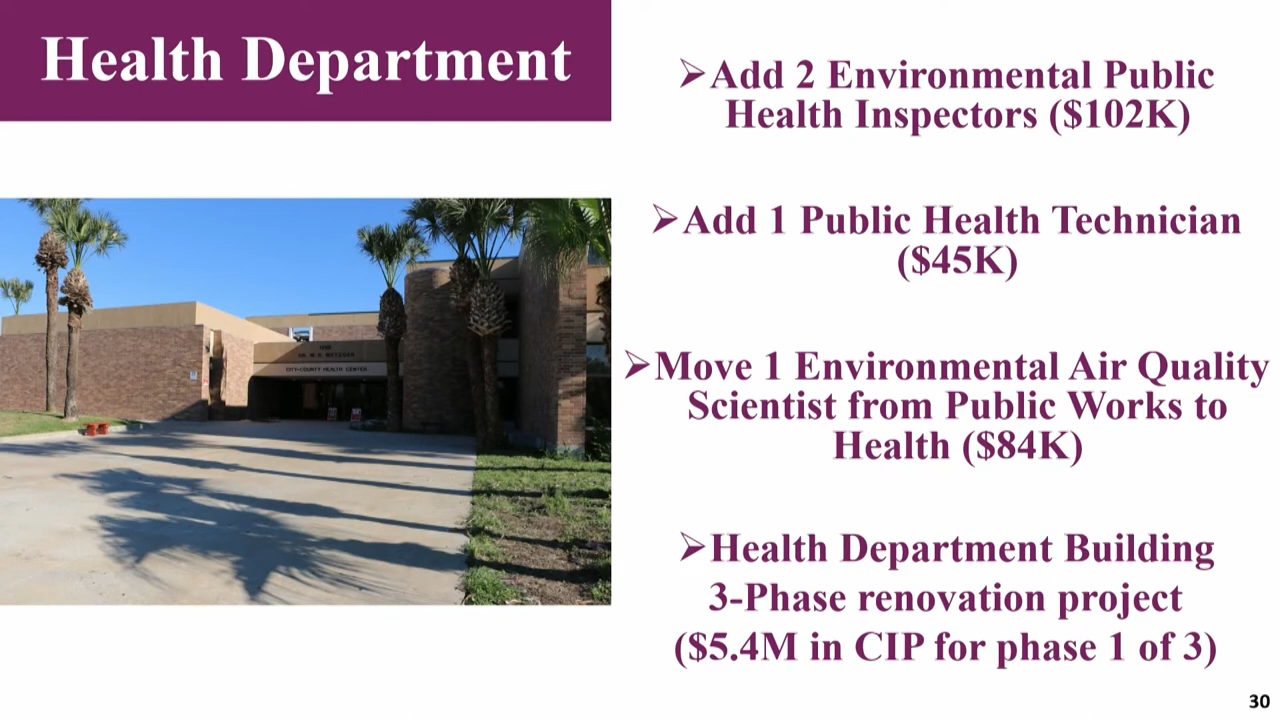 Health Department
➢Add 2 Environmental Public
Health Inspectors ($102K)
➢Add 1 Public Health Technician
($45K)
➢Move 1 Environmental Air Quality
Scientist from Public Works to
Health ($84K)
➢Health Department Building
3-Phase renovation project
($5.4M in CIP for phase 1 of 3)
CITY-COUNTY HEALTH CENTER
30